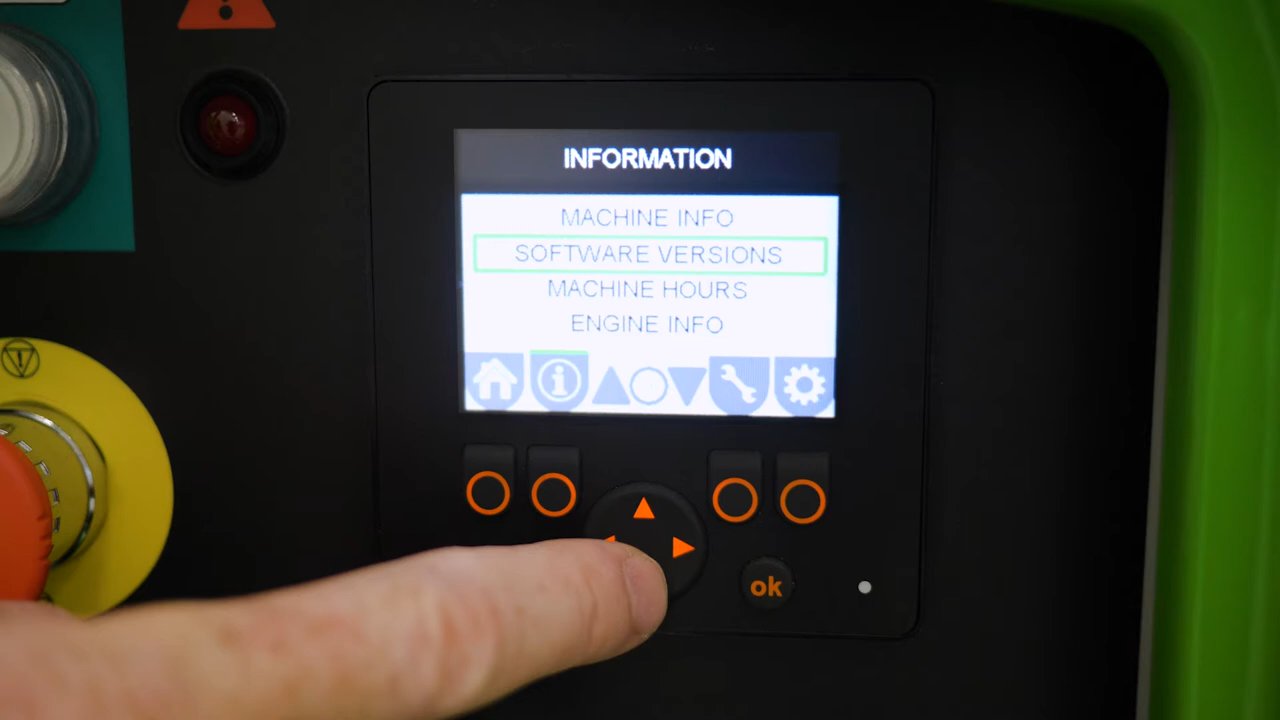 INFORMATION
MACHINE INFO
SOFTWARE VERSIONS
MACHINE HOURS
ENGINE INFO
ok